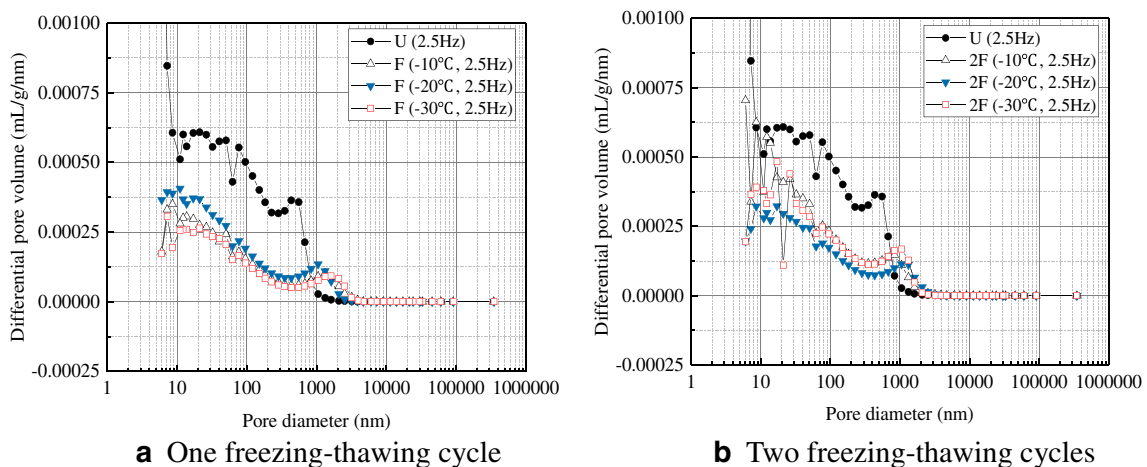 0.00100
0.00075
0.00050
0.00025
0.00000
-0.00025
Differential pore volume (mL/g/nm)
U (2.5Hz)
F (-10℃, 2.5Hz)
F (-20℃, 2.5Hz)
F (-30℃, 2.5Hz)
1 10 100 1000 10000 100000 1000000
Pore diameter (nm)
a One freezing-thawing cycle
0.00100
0.00075
0.00050
0.00025
0.00000
-0.00025
Differential pore volume (mL/g/nm)
U (2.5Hz)
2F (-10℃, 2.5Hz)
2F (-20℃, 2.5Hz)
2F (-30℃, 2.5Hz)
1 10 100 1000 10000 100000 1000000
Pore diameter (nm)
b Two freezing-thawing cycles